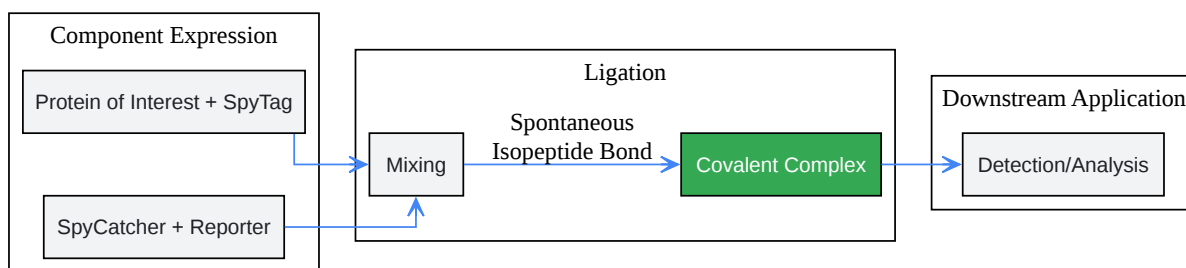 Component Expression
Protein of Interest + SpyTag
SpyCatcher + Reporter
Ligation
Mixing
Spontaneous
Isopeptide Bond
Covalent Complex
Downstream Application
Detection/Analysis